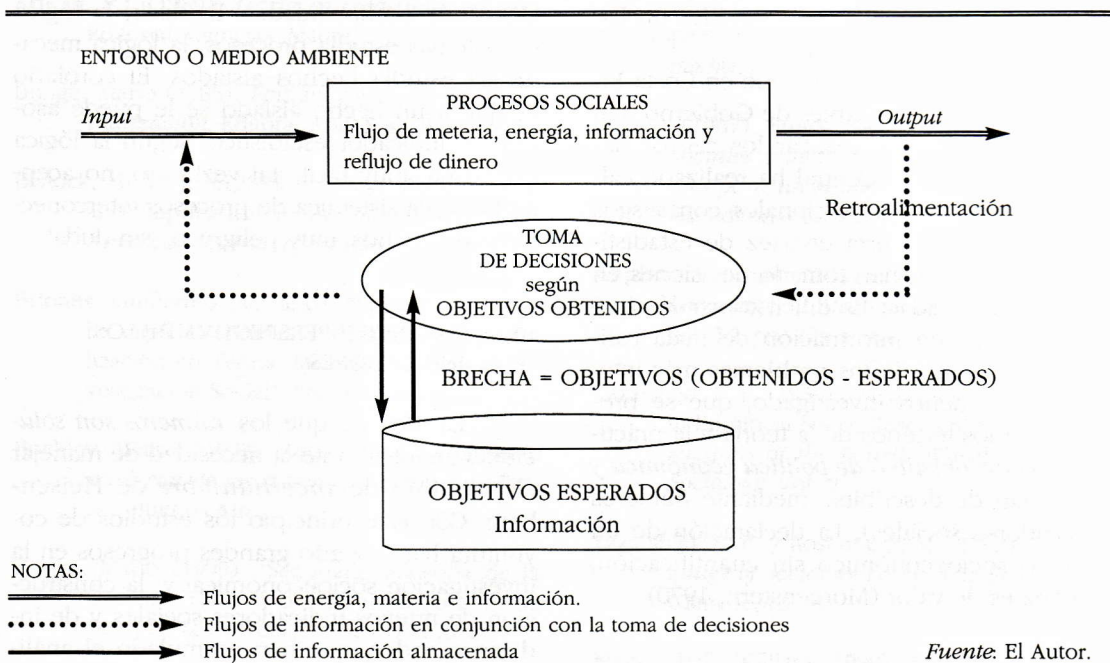 ENTORNO O MEDIO AMBIENTE
Input
PROCESOS SOCIALES
Flujo de meteria, energía, información y
reflujo de dinero
Output
Retroalimentación
TOMA
DE DECISIONES
según
OBJETIVOS OBTENIDOS
BRECHA = OBJETIVOS (OBTENIDOS - ESPERADOS)
OBJETIVOS ESPERADOS
Información
NOTAS:
Flujos de energía, materia e información.
Flujos de información en conjunción con la toma de decisiones
Flujos de información almacenada
Fuente: El Autor.